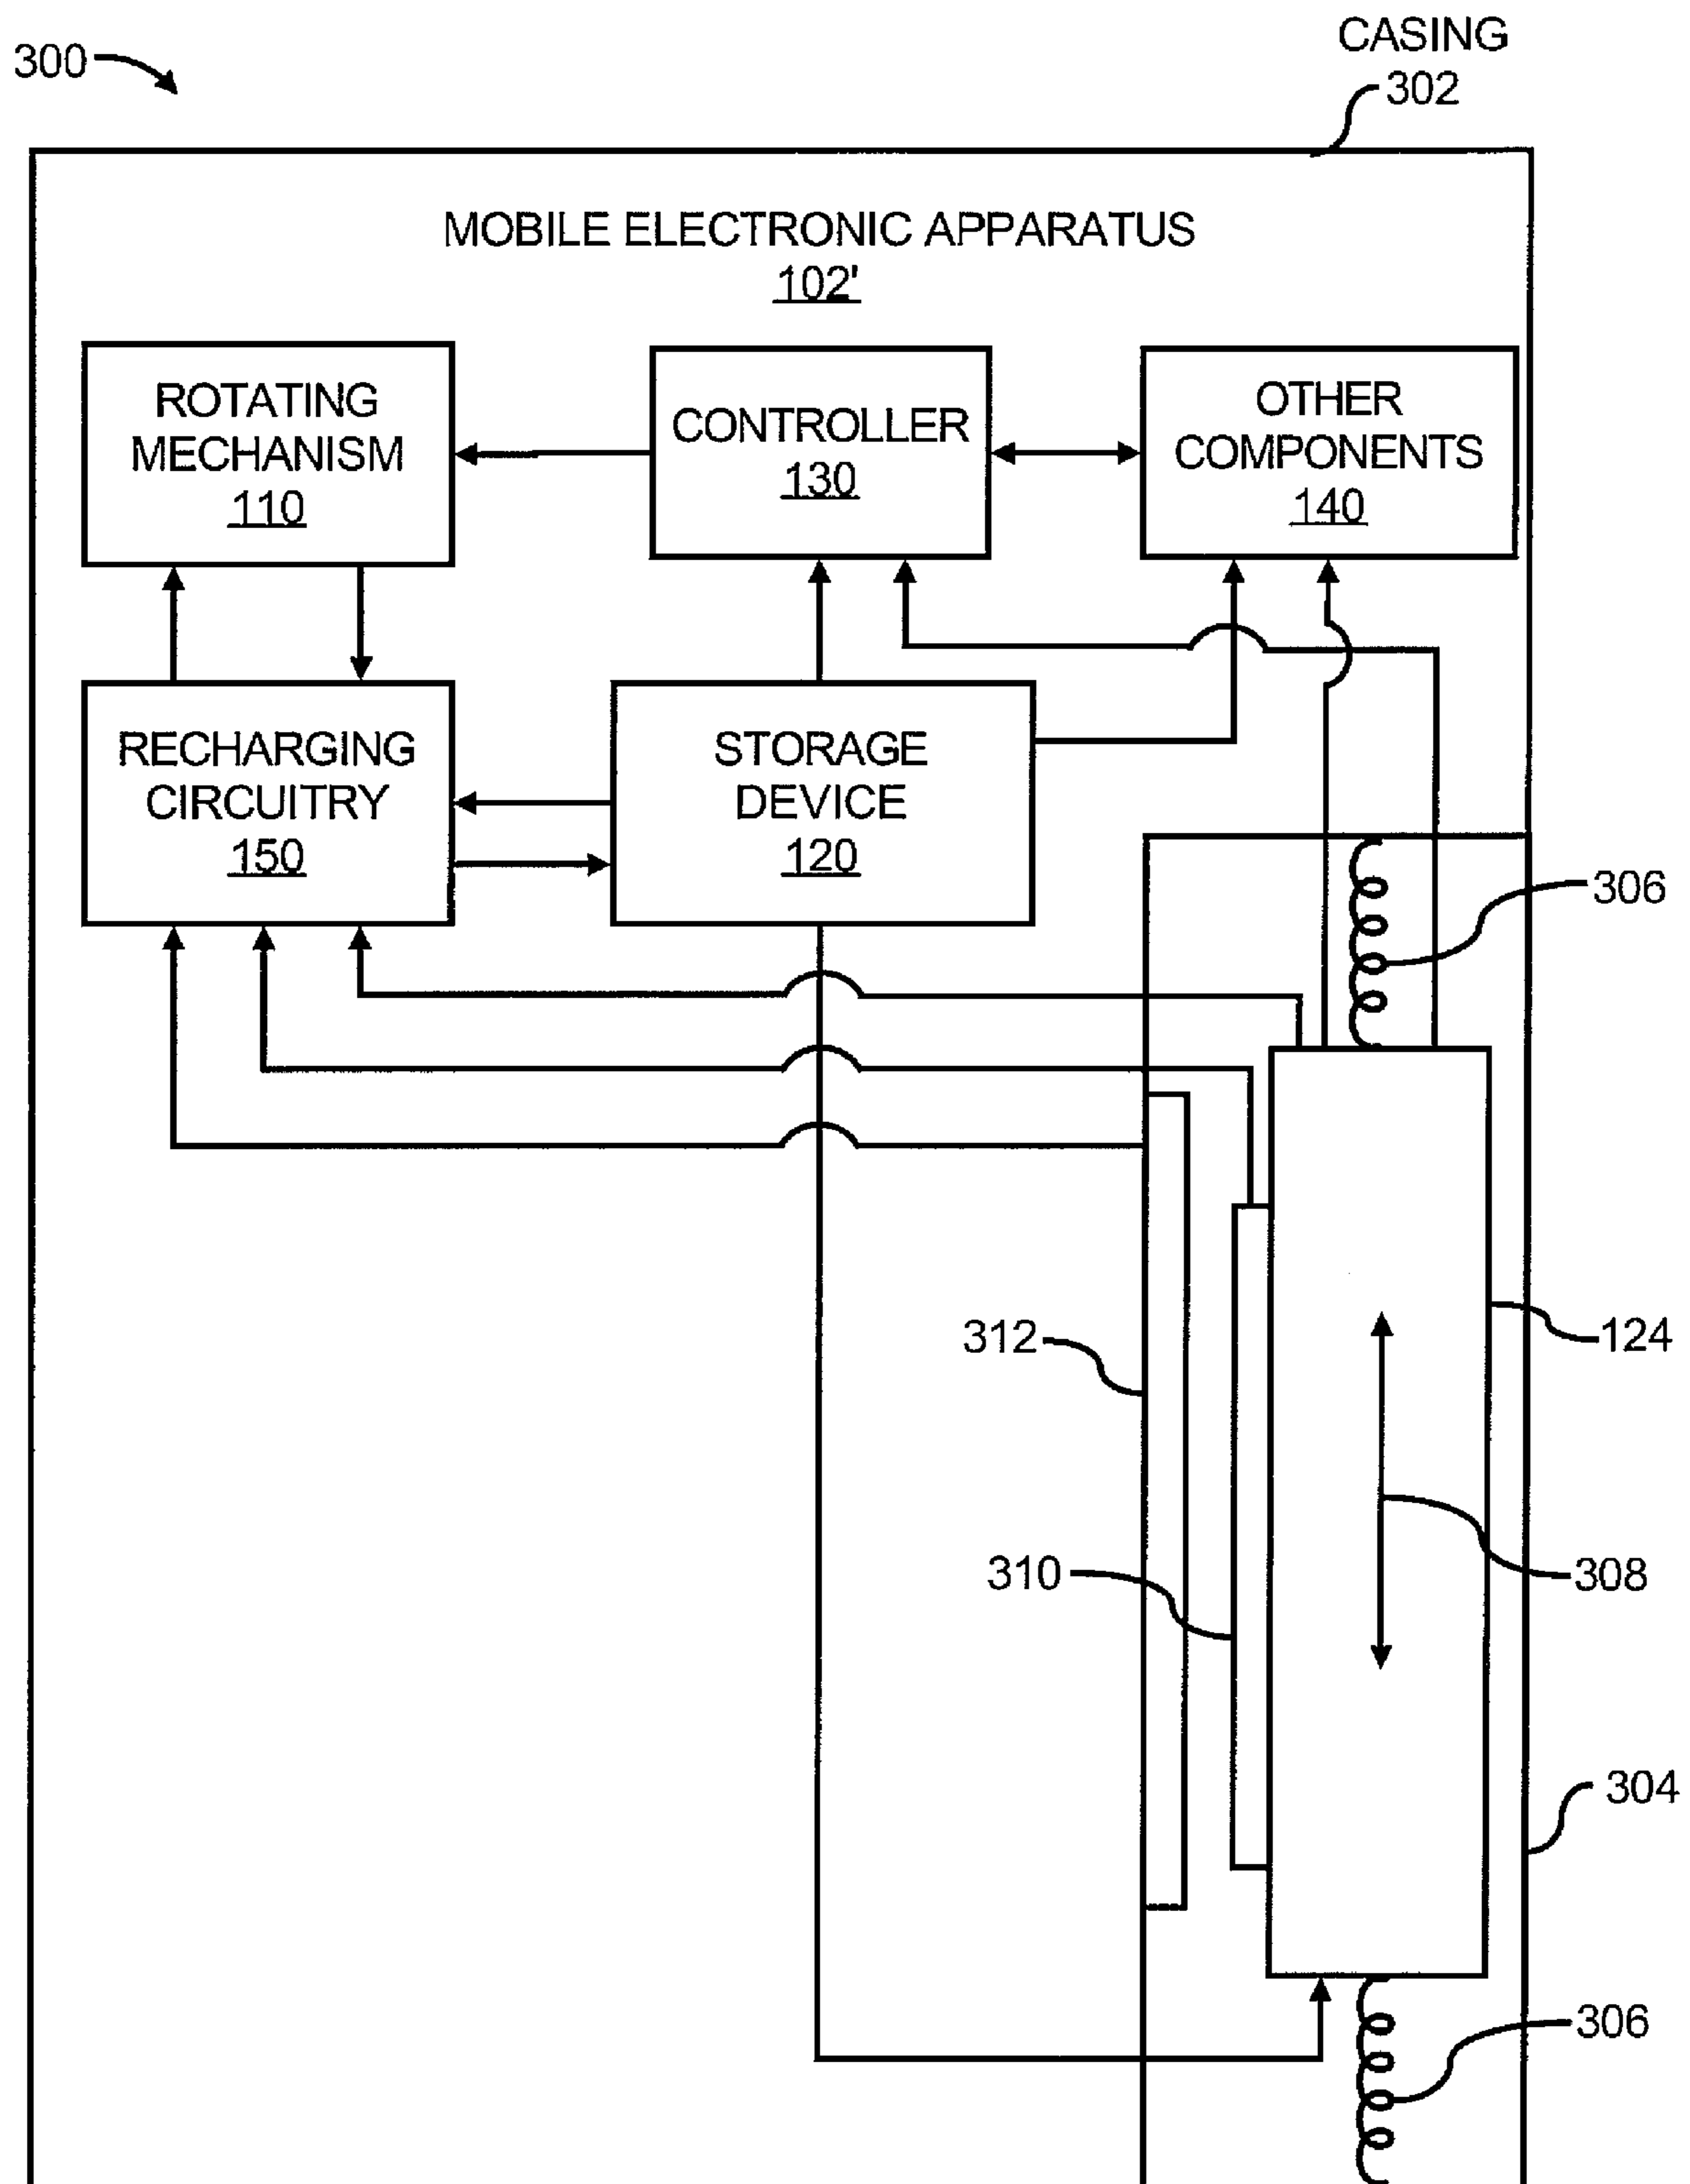 300
CASING
302
MOBILE ELECTRONIC APPARATUS
102'
ROTATING
MECHANISM
110
CONTROLLER
130
OTHER
COMPONENTS
140
RECHARGING
CIRCUITRY
150
STORAGE
DEVICE
120
306
312
124
310
308
304
306